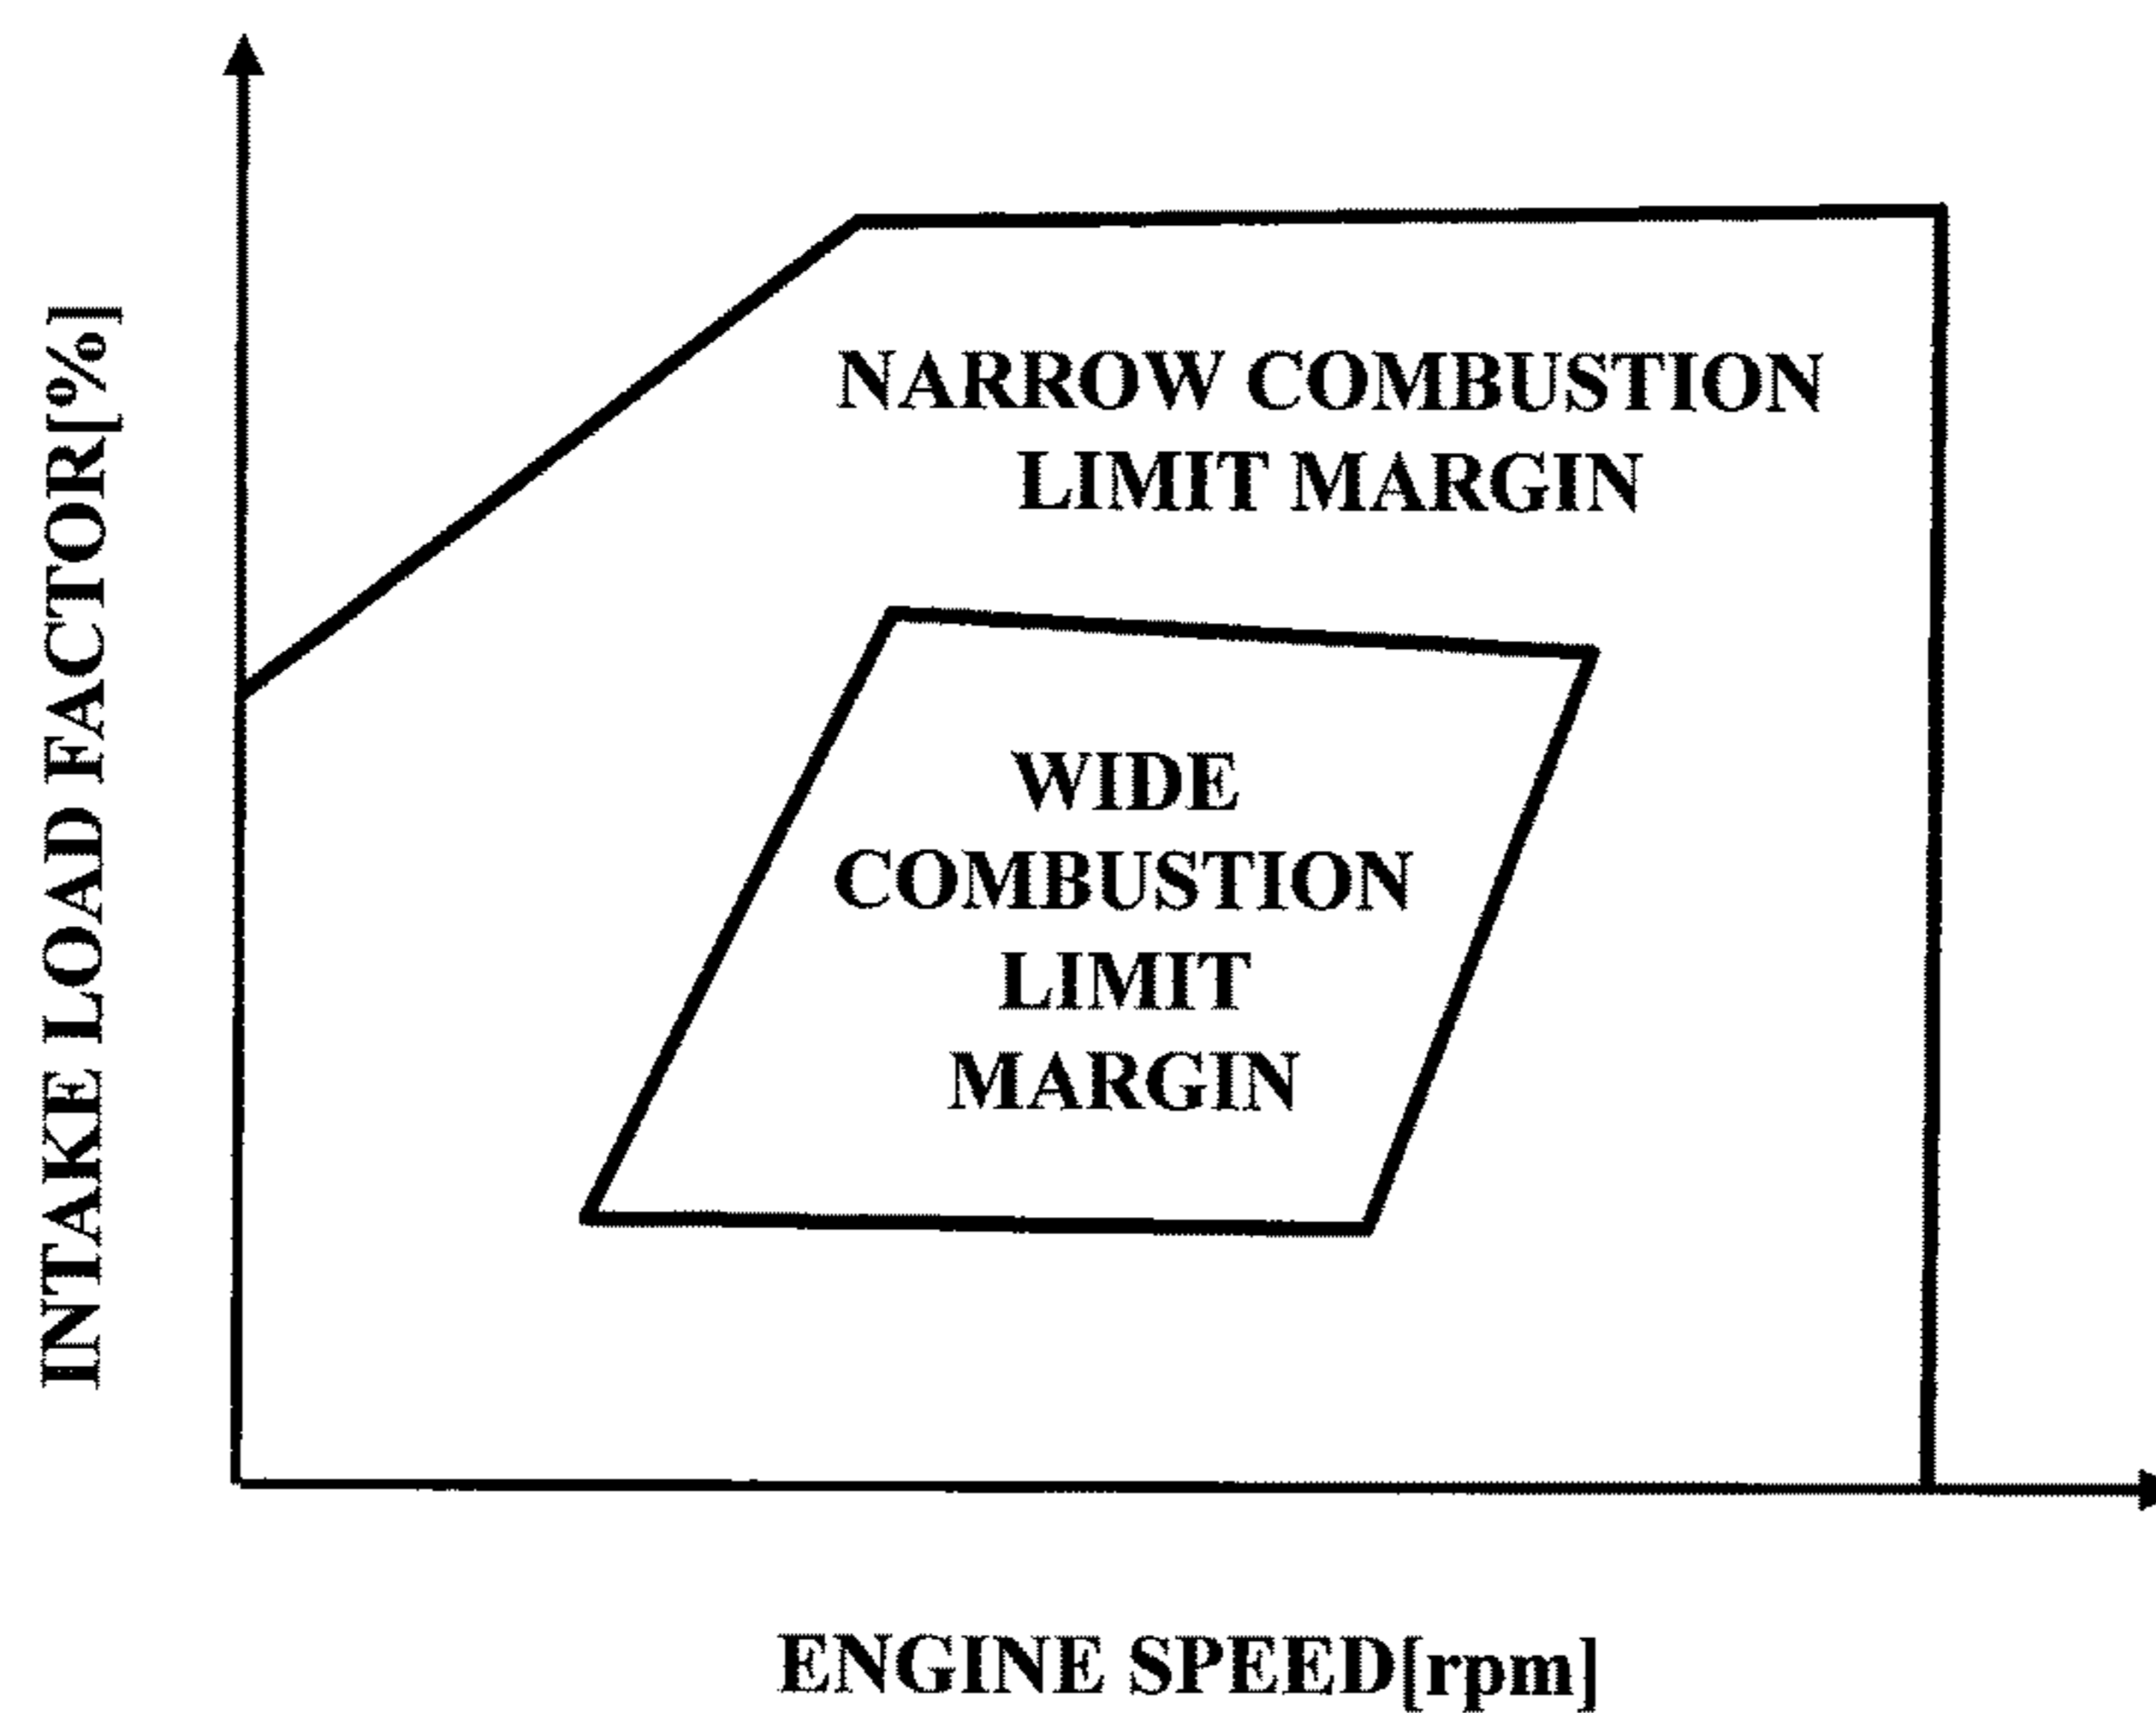 INTAKE LOAD FACTOR[%]
NARROW COMBUSTION
LIMIT MARGIN
WIDE
COMBUSTION
LIMIT
MARGIN
ENGINE SPEED[rpm]